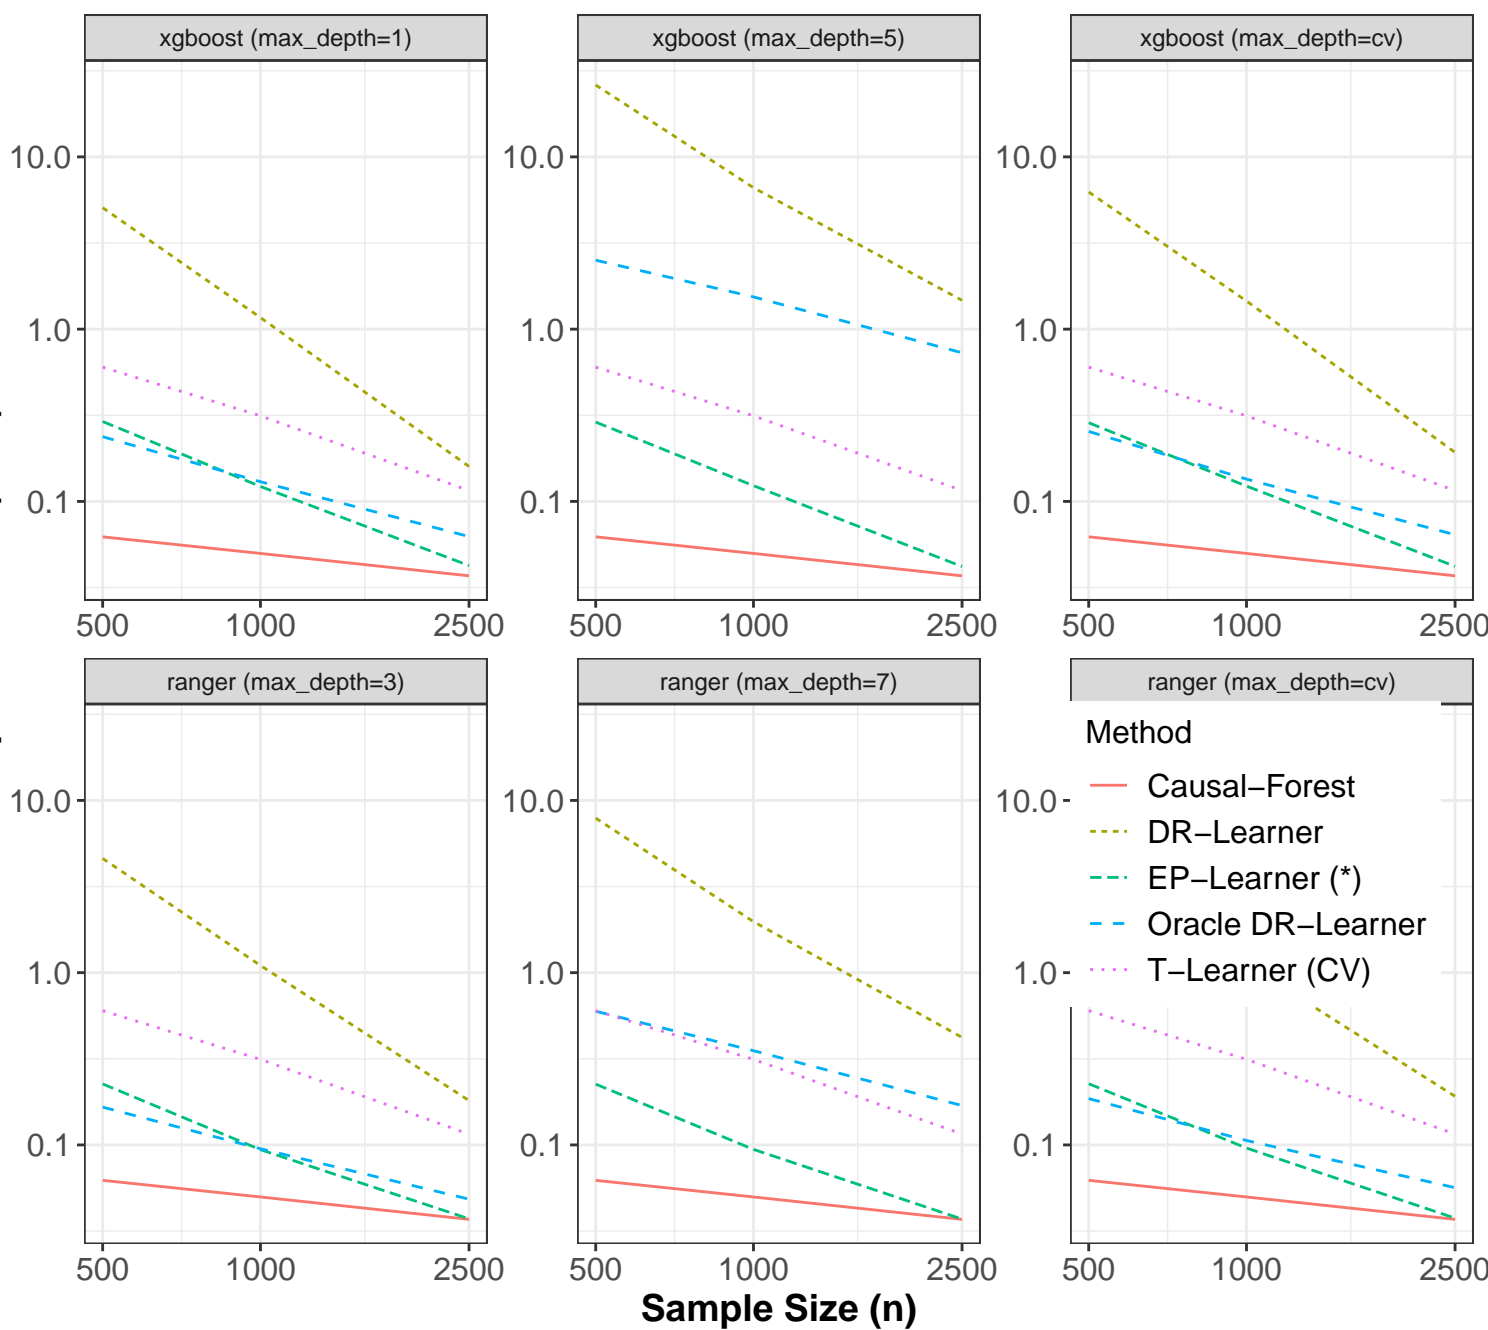 xgboost (max_depth=1) xgboost (max_depth=5) xgboost (max_depth=cv)
10.0 10.0 10.0
1.0 1.0 1.0
0.1 0.1 0.1
500 1000 2500 500 1000 2500 500 1000 2500
ranger (max_depth=3) ranger (max_depth=7) ranger (max_depth=cv)
Method
10.0 10.0 10.0
Causal−Forest
DR−Learner
EP−Learner (*)
Oracle DR−Learner
1.0 1.0 1.0
T−Learner (CV)
0.1 0.1 0.1
500 1000 2500 500 1000 2500 500 1000 2500
Sample Size (n)